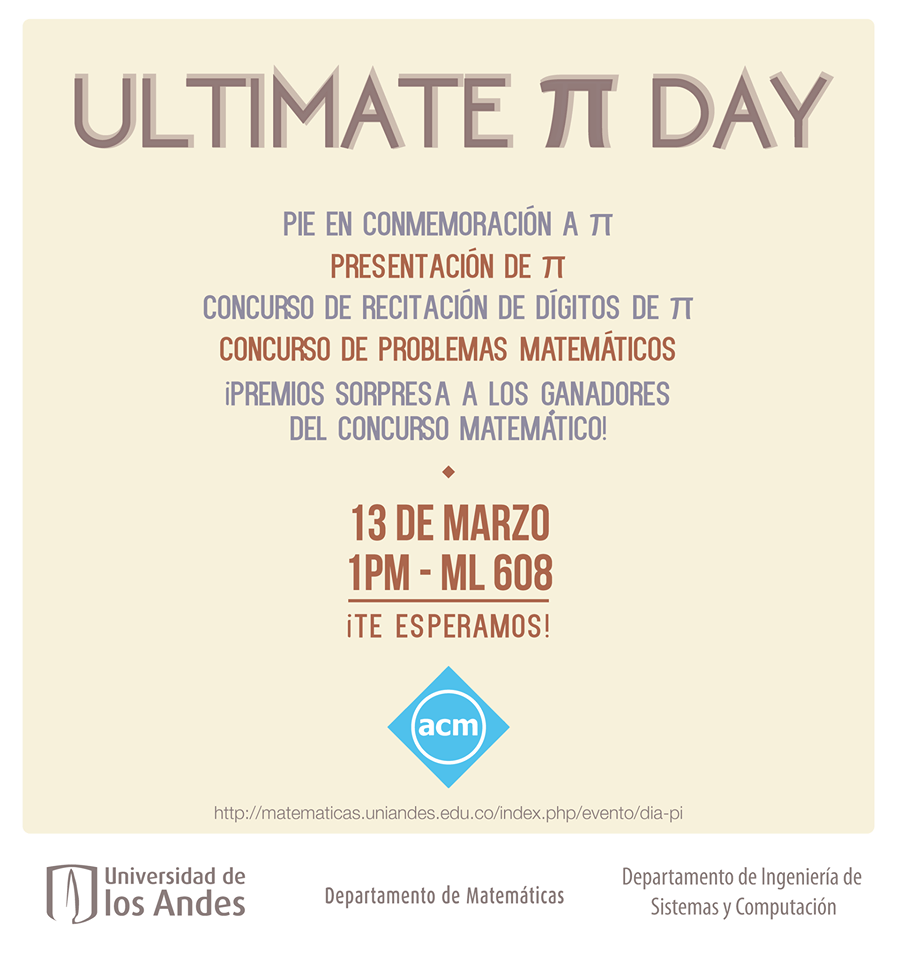 ULTIMATE π DAY
PIE EN CONMEMORACIÓN A π
PRESENTACIÓN DE π
CONCURSO DE RECITACIÓN DE DÍGITOS DE π
CONCURSO DE PROBLEMAS MATEMÁTICOS
¡PREMIOS SORPRESA A LOS GANADORES
DEL CONCURSO MATEMÁTICO!
13 DE MARZO
1PM - ML 608
¡TE ESPERAMOS!
acm
http://matematicas.uniandes.edu.co/index.php/evento/dia-pi
Universidad de
los Andes
Departamento de Matemáticas
Departamento de Ingeniería de
Sistemas y Computación